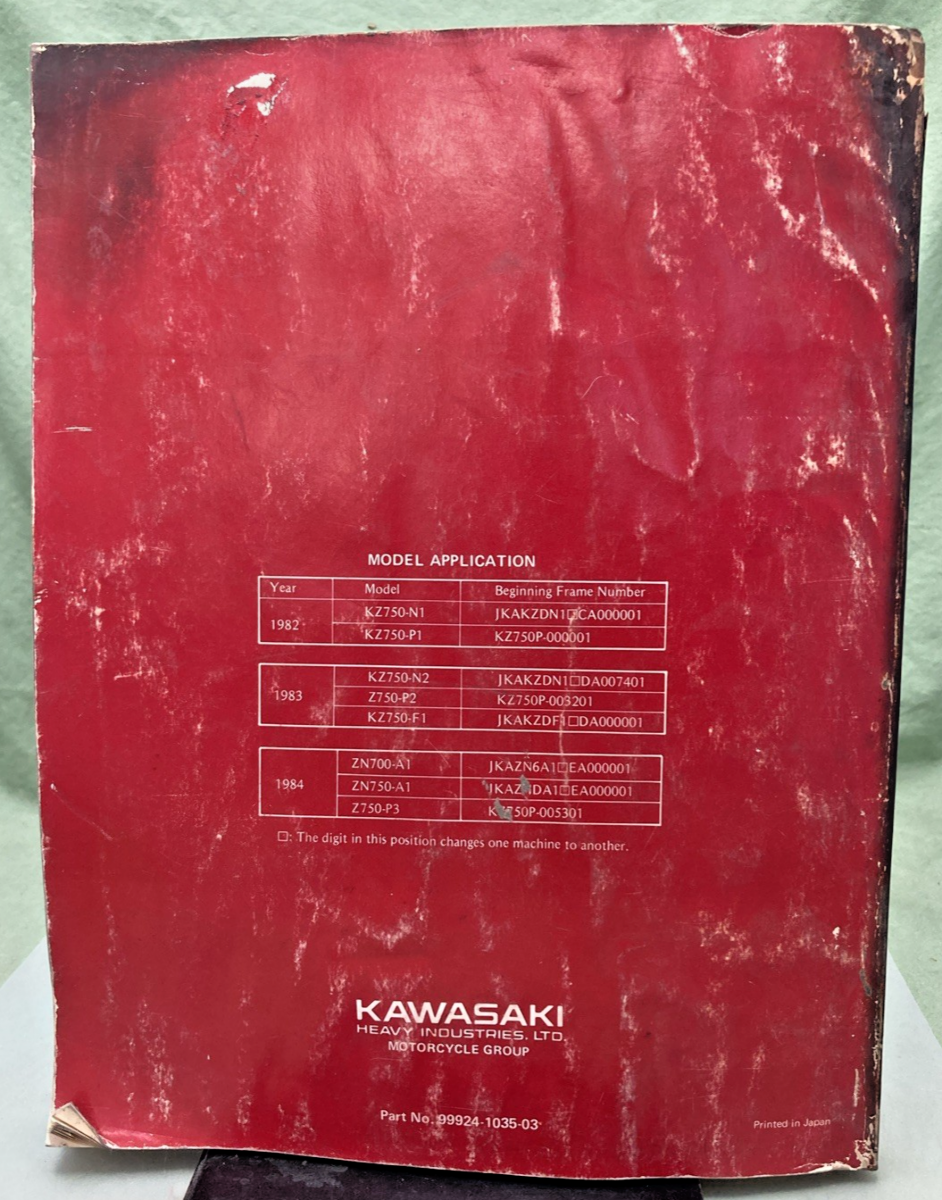 MODEL APPLICATION
Year Model Beginning Frame Number
1982 KZ750-N1 JKAKZDN1□CA000001
KZ750-P1 KZ750P-000001
KZ750-N2 JKAKZDN1□DA007401
1983 Z750-P2 KZ750P-003201
KZ750-F1 JKAKZDF1□DA000001
ZN700-A1 JKAZN6A1□EA000001
1984 ZN750-A1
Z750-P3
□: The digit in this position changes one machine to another.
KAWASAKI
HEAVY INDUSTRIES, LTD.
MOTORCYCLE GROUP
Part No. 99924-1035-03
Printed in Japan